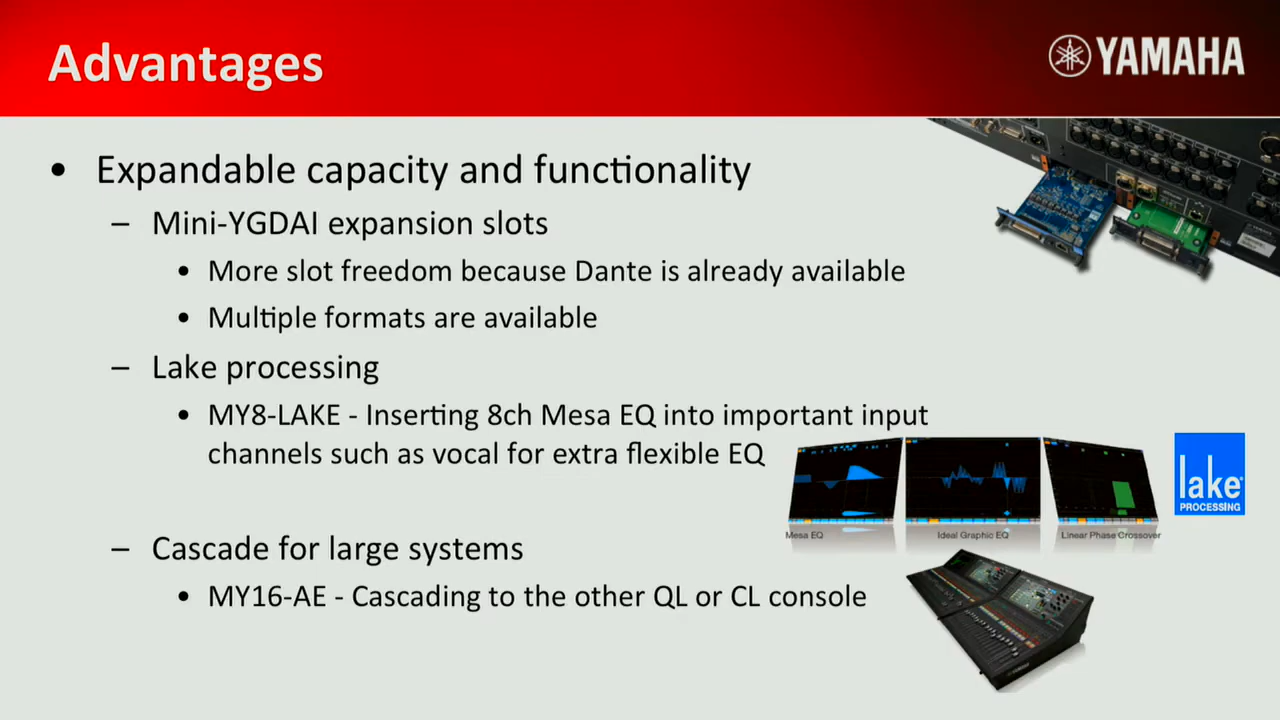 Advantages
YAMAHA
• Expandable capacity and functionality
– Mini-YGDAI expansion slots
• More slot freedom because Dante is already available
• Multiple formats are available
– Lake processing
• MY8-LAKE - Inserting 8ch Mesa EQ into important input
channels such as vocal for extra flexible EQ
lake
PROCESSING
Mesa EQ
Ideal Graphic EQ
Linear Phase Crossover
– Cascade for large systems
• MY16-AE - Cascading to the other QL or CL console